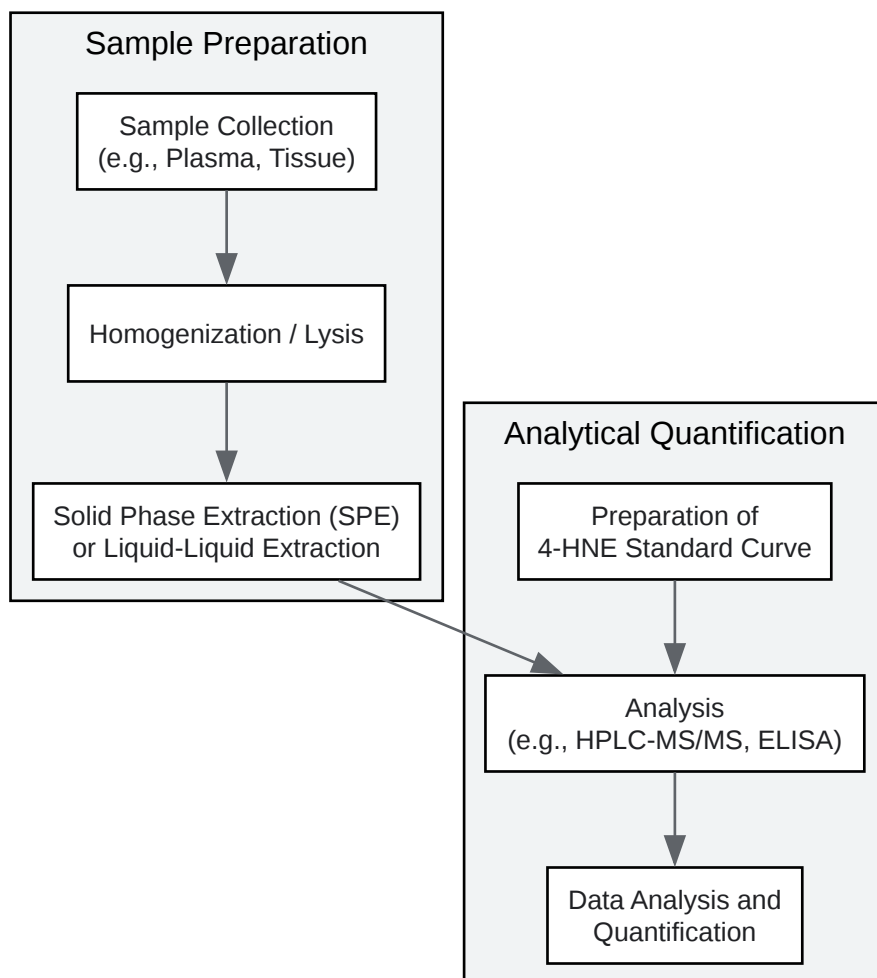 Sample Preparation
Sample Collection
(e.g., Plasma, Tissue)
Homogenization / Lysis
Solid Phase Extraction (SPE)
or Liquid-Liquid Extraction
Analytical Quantification
Preparation of
4-HNE Standard Curve
Analysis
(e.g., HPLC-MS/MS, ELISA)
Data Analysis and
Quantification